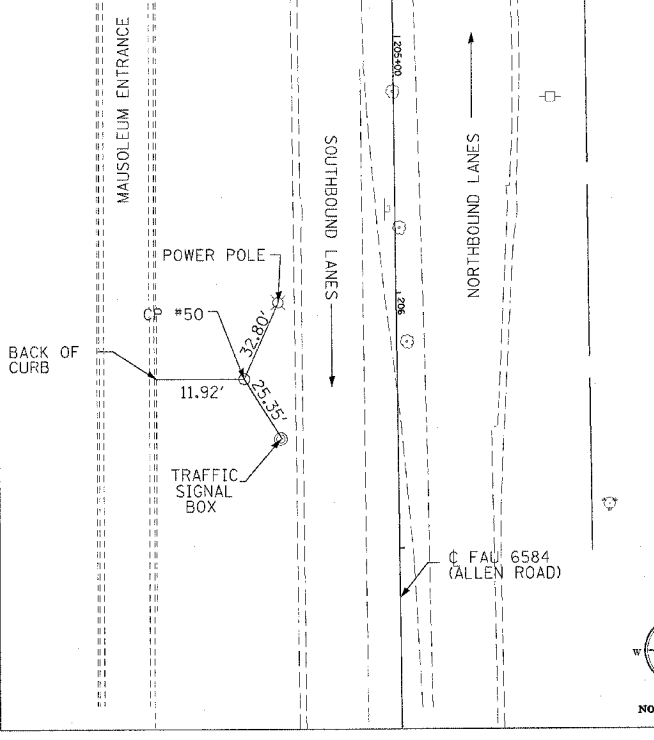 MAUSOLEUM ENTRANCE
1205+00
NORTHBOUND LANES
SOUTHBOUND LANES
POWER POLE
CP #50
32.80'
1206
BACK OF
CURB
11.92'
25.35'
TRAFFIC
SIGNAL
BOX
℄ FAU 6584
(ALLEN ROAD)
W
NO